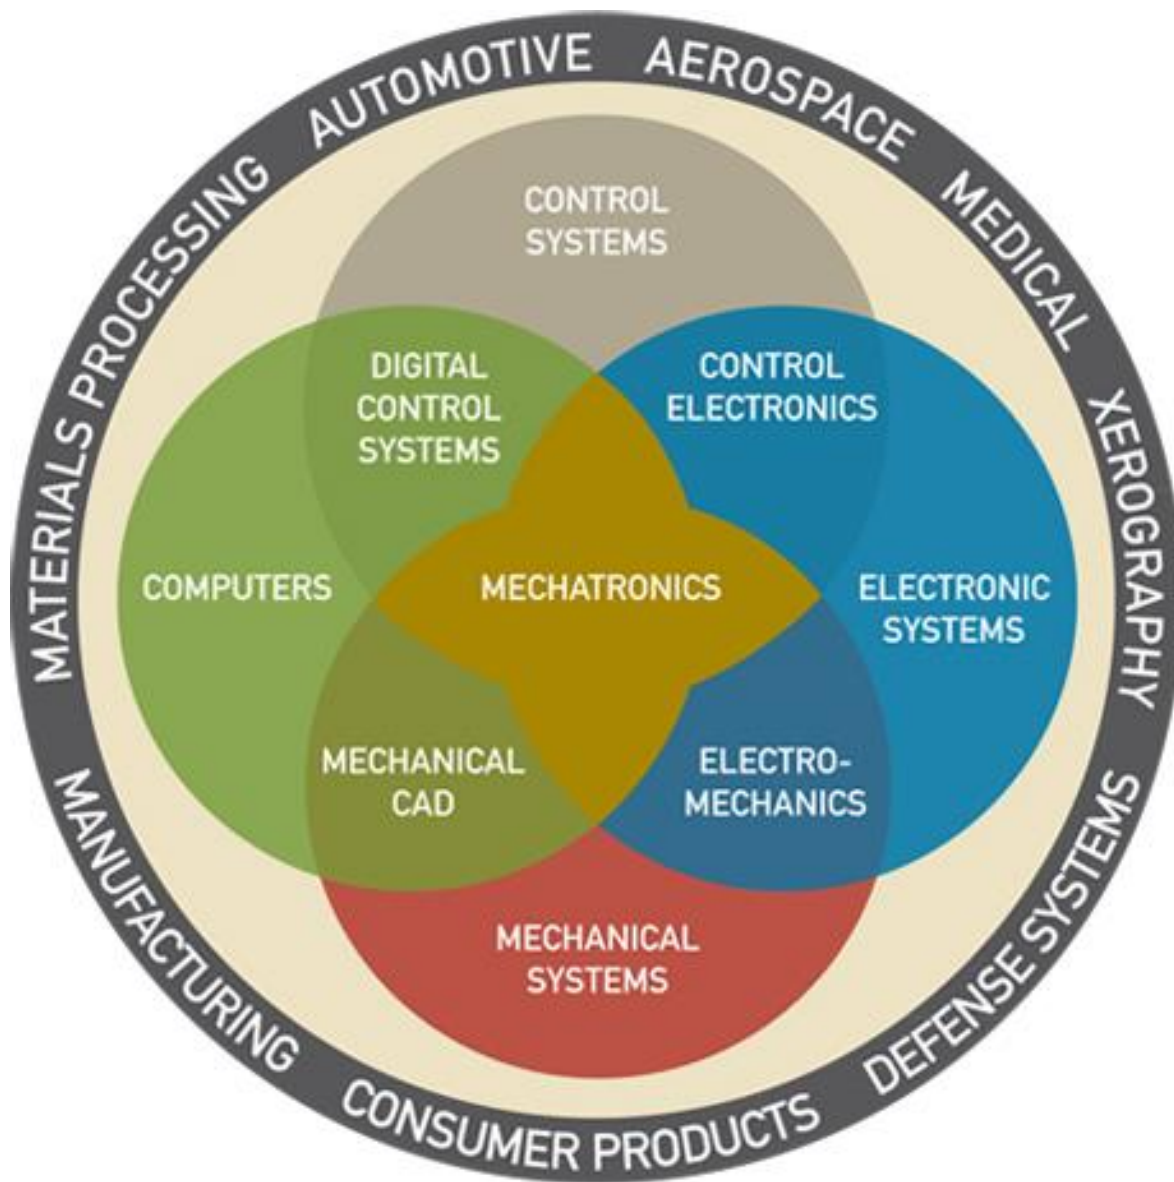 MATERIALS PROCESSING
AUTOMOTIVE
AEROSPACE
MEDICAL
XEROGRAPHY
DEFENSE SYSTEMS
CONSUMER PRODUCTS
MANUFACTURING
CONTROL
SYSTEMS
DIGITAL
CONTROL
SYSTEMS
CONTROL
ELECTRONICS
COMPUTERS
MECHATRONICS
ELECTRONIC
SYSTEMS
MECHANICAL
CAD
ELECTRO-
MECHANICS
MECHANICAL
SYSTEMS